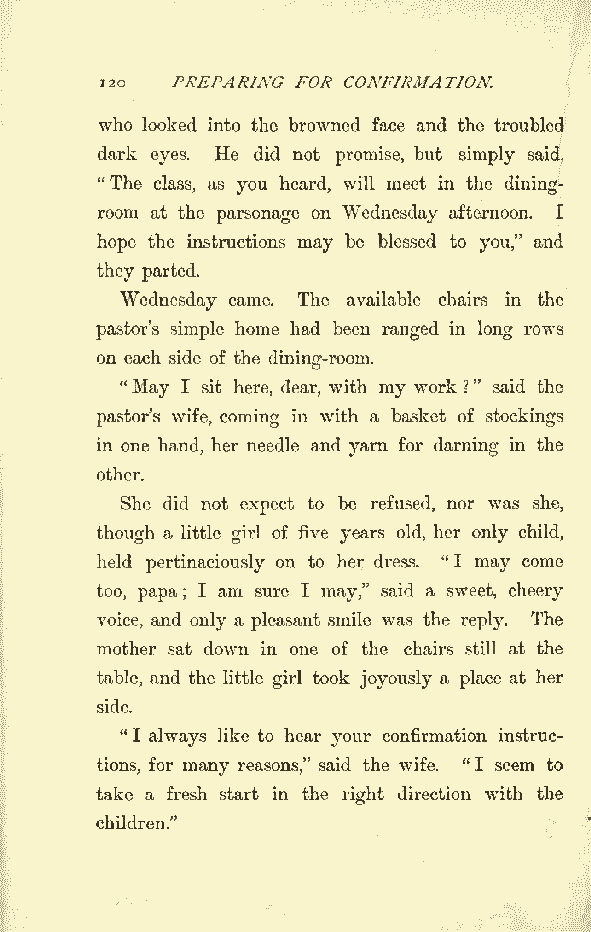 120 PREPARING FOR CONFIRMATION.
who looked into the browned face and the troubled
dark eyes. He did not promise, but simply said,
"The class, as you heard, will meet in the dining-
room at the parsonage on Wednesday afternoon. I
hope the instructions may be blessed to you," and
they parted.
Wednesday came. The available chairs in the
pastor's simple home had been ranged in long rows
on each side of the dining-room.
"May I sit here, dear, with my work?" said the
pastor's wife, coming in with a basket of stockings
in one hand, her needle and yarn for darning in the
other.
She did not expect to be refused, nor was she,
though a little girl of five years old, her only child,
held pertinaciously on to her dress. "I may come
too, papa; I am sure I may," said a sweet, cheery
voice, and only a pleasant smile was the reply. The
mother sat down in one of the chairs still at the
table, and the little girl took joyously a place at her
side.
"I always like to hear your confirmation instruc-
tions, for many reasons," said the wife. "I seem to
take a fresh start in the right direction with the
children."